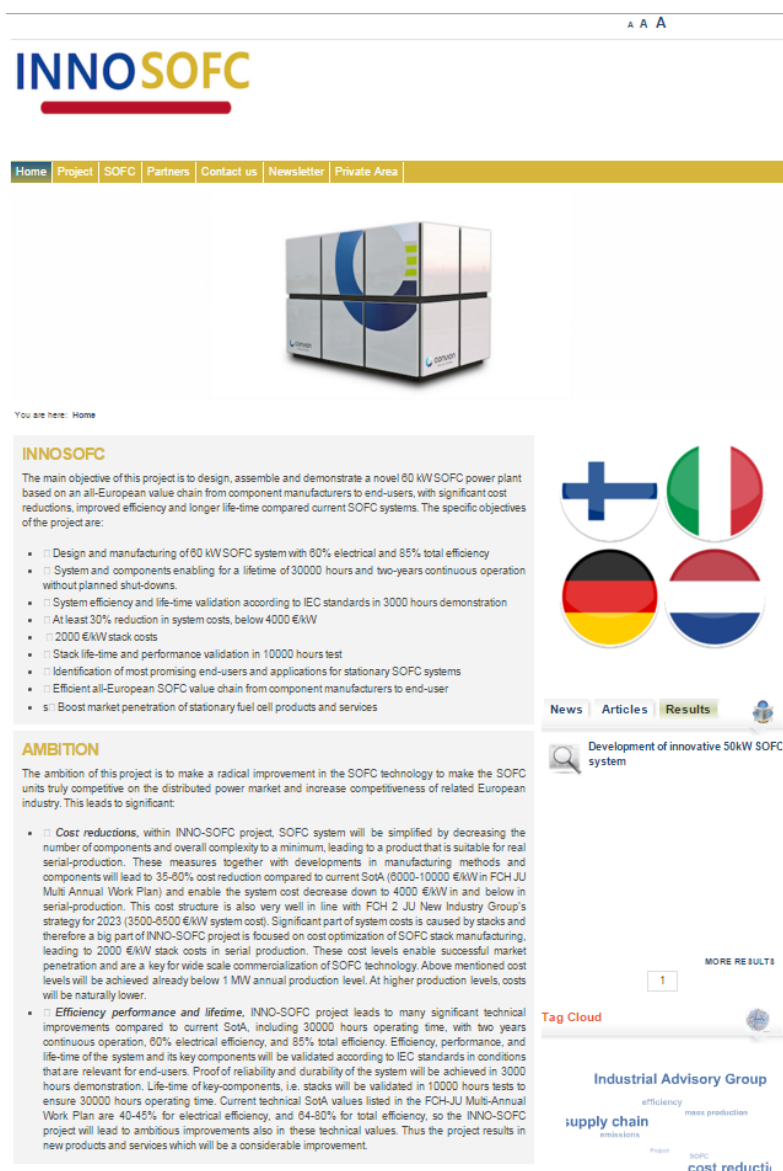 A A A
INNOSOFC
Home Project SOFC Partners Contact us Newsletter Private Area
convion
convion
You are here: Home
INNOSOFC
The main objective of this project is to design, assemble and demonstrate a novel 60 kW SOFC power plant
based on an all-European value chain from component manufacturers to end-users, with significant cost
reductions, improved efficiency and longer life-time compared current SOFC systems. The specific objectives
of the project are:
Design and manufacturing of 60 kW SOFC system with 60% electrical and 85% total efficiency
System and components enabling for a lifetime of 30000 hours and two-years continuous operation
without planned shut-downs.
System efficiency and life-time validation according to IEC standards in 3000 hours demonstration
At least 30% reduction in system costs, below 4000 €/kW
2000 €/kW stack costs
Stack life-time and performance validation in 10000 hours test
Identification of most promising end-users and applications for stationary SOFC systems
Efficient all-European SOFC value chain from component manufacturers to end-user
s Boost market penetration of stationary fuel cell products and services
AMBITION
The ambition of this project is to make a radical improvement in the SOFC technology to make the SOFC
units truly competitive on the distributed power market and increase competitiveness of related European
industry. This leads to significant:
Cost reductions, within INNO-SOFC project, SOFC system will be simplified by decreasing the
number of components and overall complexity to a minimum, leading to a product that is suitable for real
serial-production. These measures together with developments in manufacturing methods and
components will lead to 35-60% cost reduction compared to current SotA (6000-10000 €/kW in FCH JU
Multi Annual Work Plan) and enable the system cost decrease down to 4000 €/kW in and below in
serial-production. This cost structure is also very well in line with FCH 2 JU New Industry Group's
strategy for 2023 (3500-6500 €/kW system cost). Significant part of system costs is caused by stacks and
therefore a big part of INNO-SOFC project is focused on cost optimization of SOFC stack manufacturing,
leading to 2000 €/kW stack costs in serial production. These cost levels enable successful market
penetration and are a key for wide scale commercialization of SOFC technology. Above mentioned cost
levels will be achieved already below 1 MW annual production level. At higher production levels, costs
will be naturally lower.
Efficiency performance and lifetime, INNO-SOFC project leads to many significant technical
improvements compared to current SotA, including 30000 hours operating time, with two years
continuous operation, 60% electrical efficiency, and 85% total efficiency. Efficiency, performance, and
life-time of the system and its key components will be validated according to IEC standards in conditions
that are relevant for end-users. Proof of reliability and durability of the system will be achieved in 3000
hours demonstration. Life-time of key-components, i.e. stacks will be validated in 10000 hours tests to
ensure 30000 hours operating time. Current technical SotA values listed in the FCH-JU Multi-Annual
Work Plan are 40-45% for electrical efficiency, and 64-80% for total efficiency, so the INNO-SOFC
project will lead to ambitious improvements also in these technical values. Thus the project results in
new products and services which will be a considerable improvement.
News Articles Results
Development of innovative 50kW SOFC
system
MORE RESULTS
1
Tag Cloud
Industrial Advisory Group
efficiency
mass production
supply chain
emissions
Project
SOFC
cost reducti